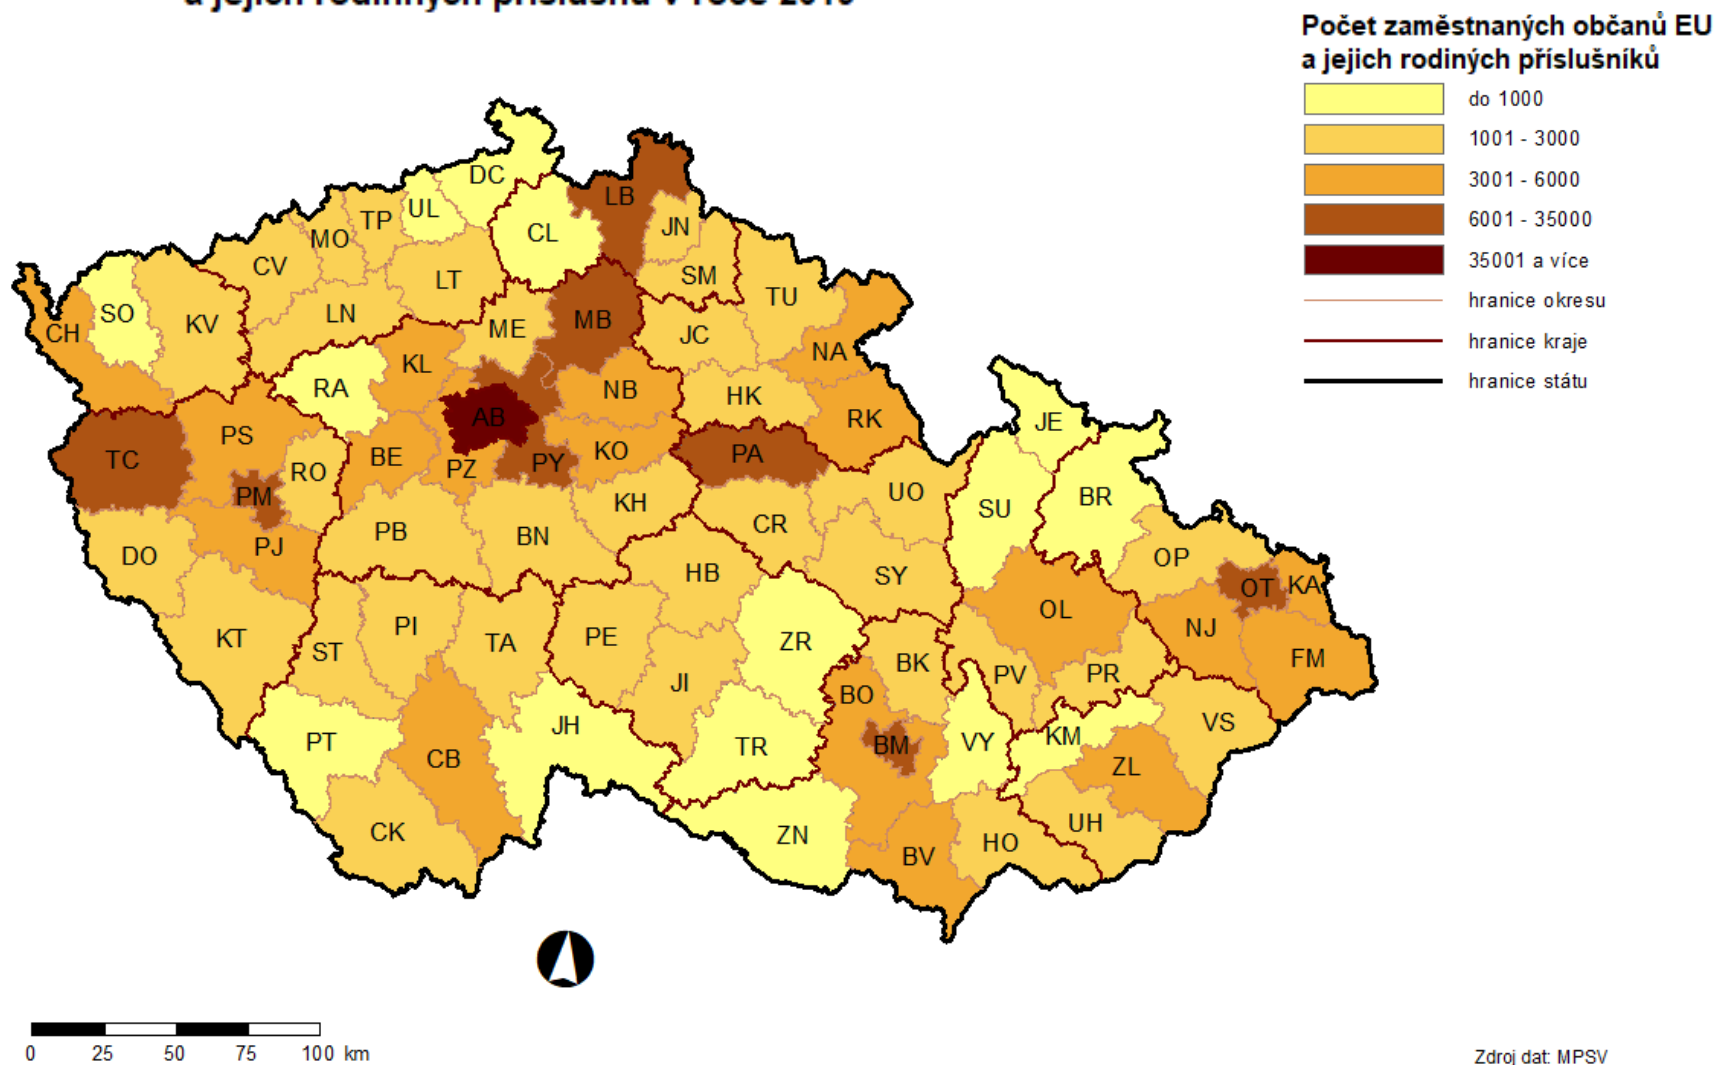 a jejich rodinných příslušníků v roce 2019
Počet zaměstnaných občanů EU
a jejich rodiných příslušníků
do 1000
1001 - 3000
3001 - 6000
6001 - 35000
35001 a více
hranice okresu
hranice kraje
hranice státu
DC
LB
UL
TP
JN
CL
MO
CV
SM
LT
TU
SO
LN
KV
MB
ME
CH
JC
NA
KL
RA
NB
HK
AB
RK
JE
PS
KO
PA
BE
TC
PY
PZ
RO
UO
PM
BR
KH
SU
CR
PB
BN
PJ
DO
OP
HB
SY
OT
KA
OL
PI
NJ
PE
KT
ZR
TA
ST
FM
BK
PR
PV
JI
BO
VS
JH
KM
PT
VY
BM
TR
CB
ZL
UH
CK
ZN
HO
BV
0 25 50 75 100 km
Zdroj dat: MPSV